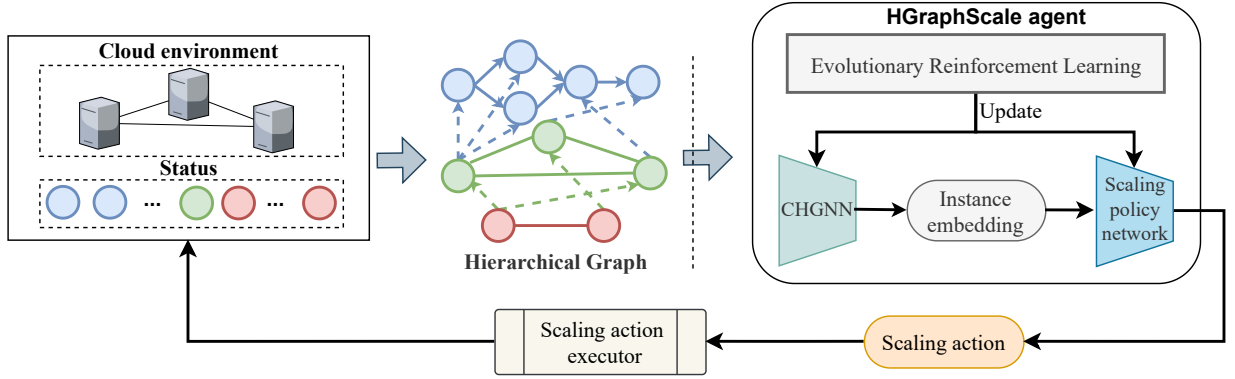 Cloud environment
Status
...
...
Hierarchical Graph
HGraphScale agent
Evolutionary Reinforcement Learning
Update
CHGNN
Instance
embedding
Scaling
policy
network
Scaling action
executor
Scaling action